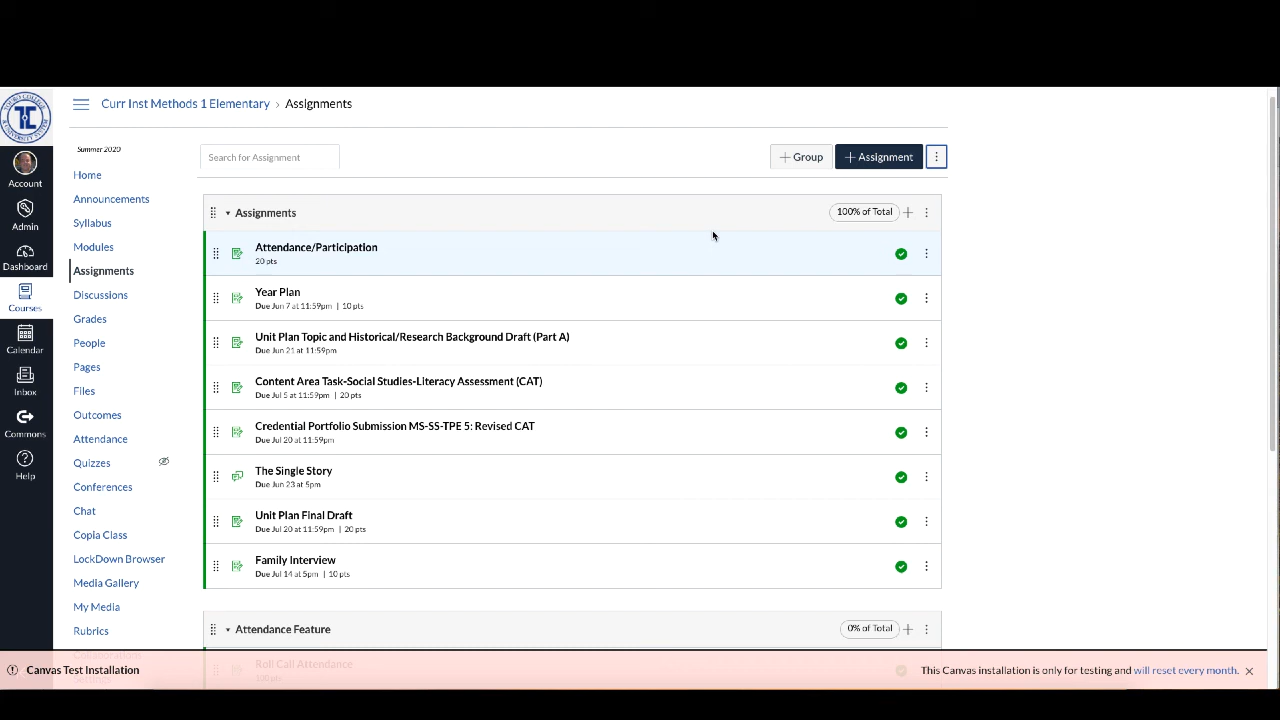 Curr Inst Methods 1 Elementary › Assignments
Summer 2020
Account
Admin
Dashboard
Courses
Calendar
Inbox
Commons
Help
Home
Announcements
Syllabus
Modules
Assignments
Discussions
Grades
People
Pages
Files
Outcomes
Attendance
Quizzes
Conferences
Chat
Copia Class
LockDown Browser
Media Gallery
My Media
Rubrics
Search for Assignment
+ Group
+ Assignment
Assignments
100% of Total
Attendance/Participation
20 pts
Year Plan
Due Jun 7 at 11:59pm | 10 pts
Unit Plan Topic and Historical/Research Background Draft (Part A)
Due Jun 21 at 11:59pm
Content Area Task-Social Studies-Literacy Assessment (CAT)
Due Jul 5 at 11:59pm | 20 pts
Credential Portfolio Submission MS-SS-TPE 5: Revised CAT
Due Jul 20 at 11:59pm
The Single Story
Due Jun 23 at 5pm
Unit Plan Final Draft
Due Jul 20 at 11:59pm | 20 pts
Family Interview
Due Jul 14 at 5pm | 10 pts
Attendance Feature
0% of Total
Roll Call Attendance
100 pts
Canvas Test Installation
This Canvas installation is only for testing and will reset every month.